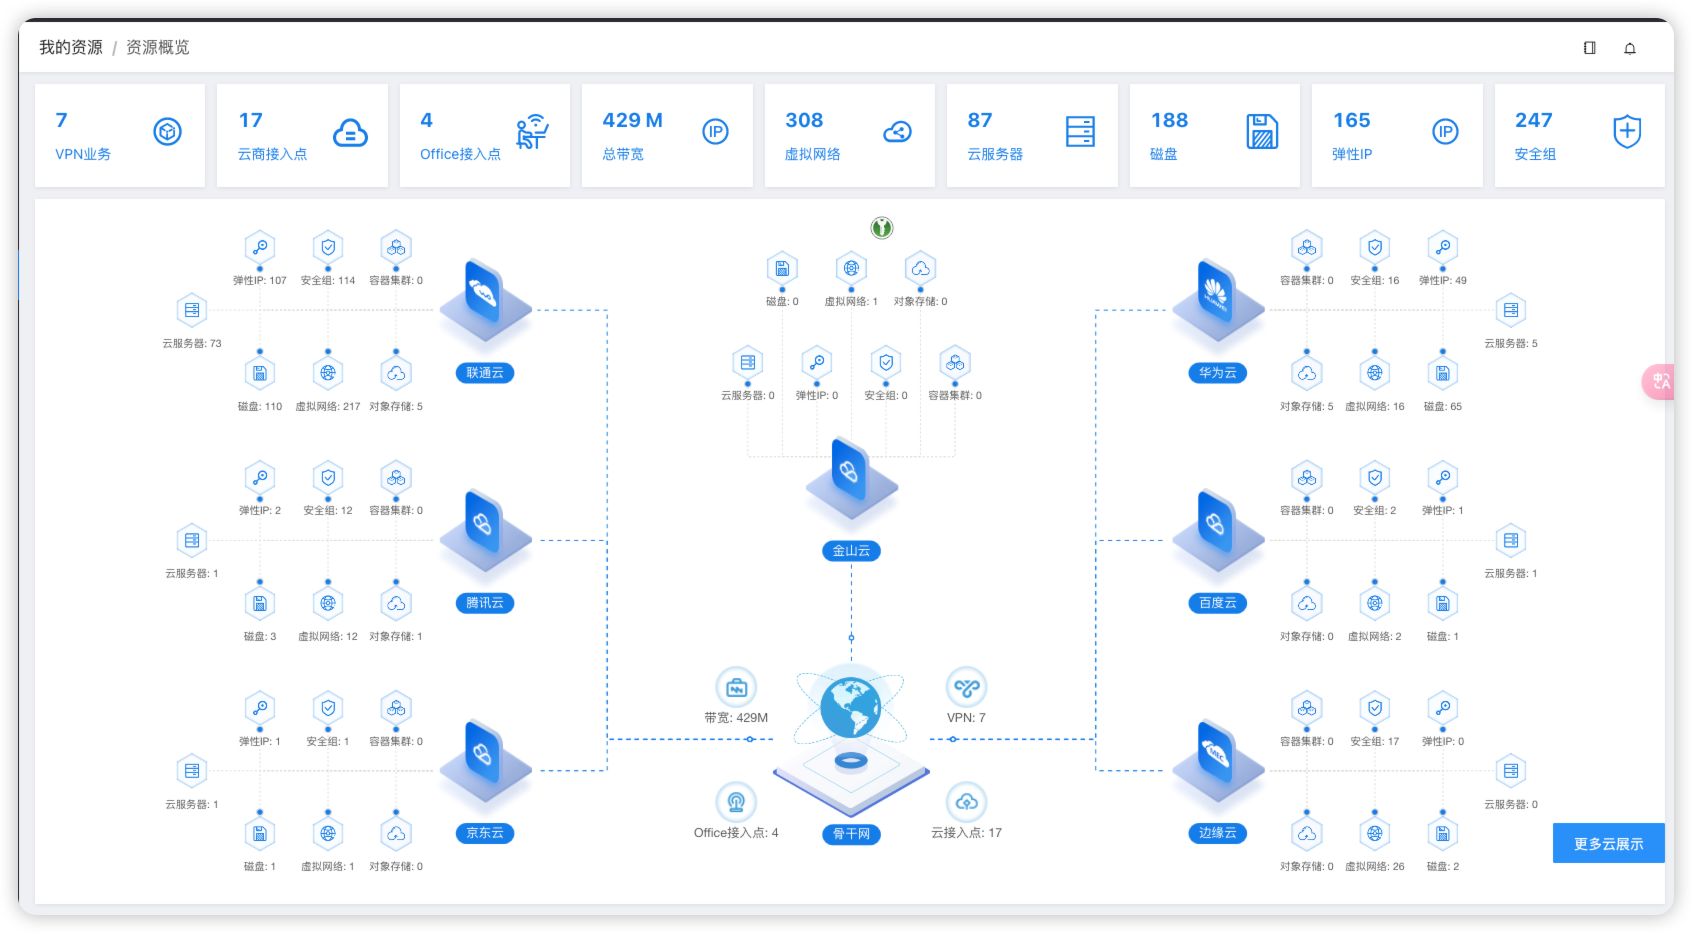 我的资源 / 资源概览
7
VPN业务
17
云商接入点
4
Office接入点
429 M
总带宽
308
虚拟网络
87
云服务器
188
磁盘
165
弹性IP
247
安全组
IP
IP
弹性IP: 107
安全组: 114
容器集群: 0
云服务器: 73
磁盘: 110
虚拟网络: 217
对象存储: 5
联通云
弹性IP: 2
安全组: 12
容器集群: 0
云服务器: 1
磁盘: 3
虚拟网络: 12
对象存储: 1
腾讯云
弹性IP: 1
安全组: 1
容器集群: 0
云服务器: 1
磁盘: 1
虚拟网络: 1
对象存储: 0
京东云
磁盘: 0
虚拟网络: 1
对象存储: 0
云服务器: 0
弹性IP: 0
安全组: 0
容器集群: 0
金山云
带宽: 429M
VPN: 7
Office接入点: 4
骨干网
云接入点: 17
容器集群: 0
安全组: 16
弹性IP: 49
云服务器: 5
HUAWEI
华为云
对象存储: 5
虚拟网络: 16
磁盘: 65
容器集群: 0
安全组: 2
弹性IP: 1
云服务器: 1
百度云
对象存储: 0
虚拟网络: 2
磁盘: 1
容器集群: 0
安全组: 17
弹性IP: 0
云服务器: 0
MEC
边缘云
对象存储: 0
虚拟网络: 26
磁盘: 2
中A
更多云展示